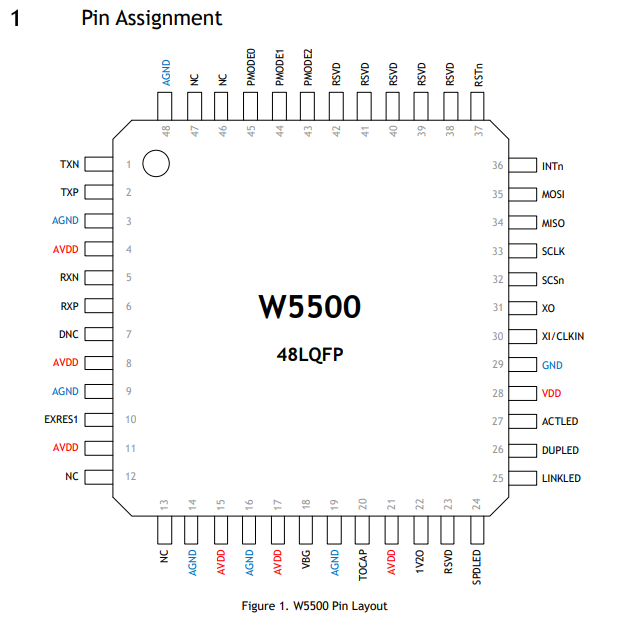 1 Pin Assignment
AGND NC NC PMODE0 PMODE1 PMODE2 RSVD RSVD RSVD RSVD RSVD RSTn
48 47 46 45 44 43 42 41 40 39 38 37
TXN 1 36 INTn
TXP 2 35 MOSI
AGND 3 34 MISO
AVDD 4 33 SCLK
RXN 5 32 SCSn
RXP 6 31 XO
DNC 7 30 XI/CLKIN
AVDD 8 29 GND
AGND 9 28 VDD
EXRES1 10 27 ACTLED
AVDD 11 26 DUPLED
NC 12 25 LINKLED
W5500
48LQFP
13 14 15 16 17 18 19 20 21 22 23 24
NC AGND AVDD AGND AVDD VBG AGND TOCAP AVDD 1V2O RSVD SPDLED
Figure 1. W5500 Pin Layout